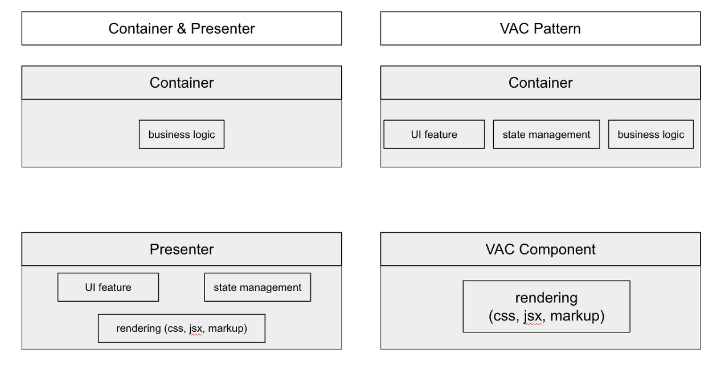 Container & Presenter
VAC Pattern
Container
Container
business logic
UI feature
state management
business logic
Presenter
VAC Component
UI feature
state management
rendering (css, jsx, markup)
rendering
(css, jsx, markup)